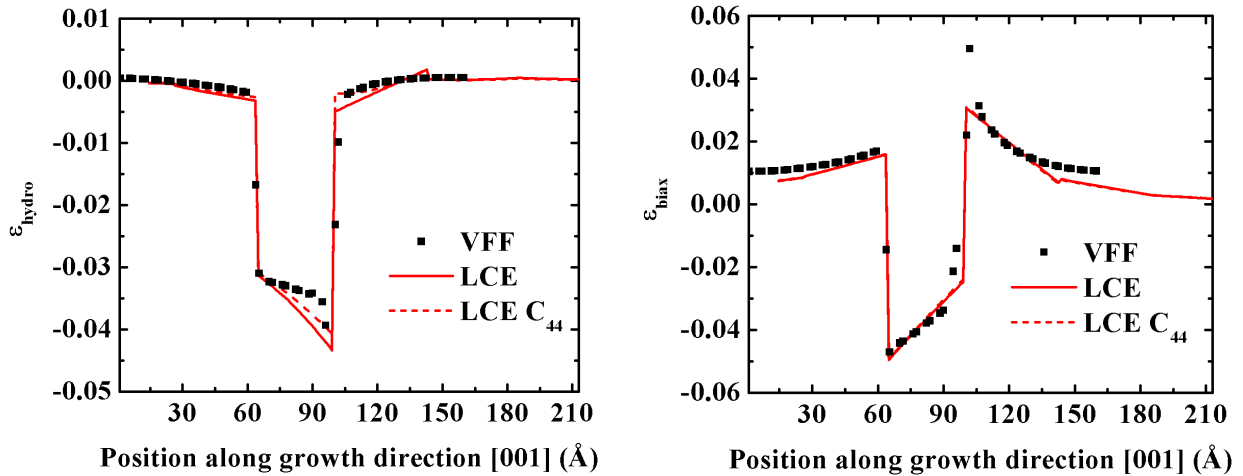 0.01
0.00
-0.01
-0.02
-0.03
-0.04
-0.05
ε_hydro
VFF
LCE
LCE C_44
30 60 90 120 150 180 210
Position along growth direction [001] (Å)
0.06
0.04
0.02
0.00
-0.02
-0.04
-0.06
ε_biax
VFF
LCE
LCE C_44
30 60 90 120 150 180 210
Position along growth direction [001] (Å)